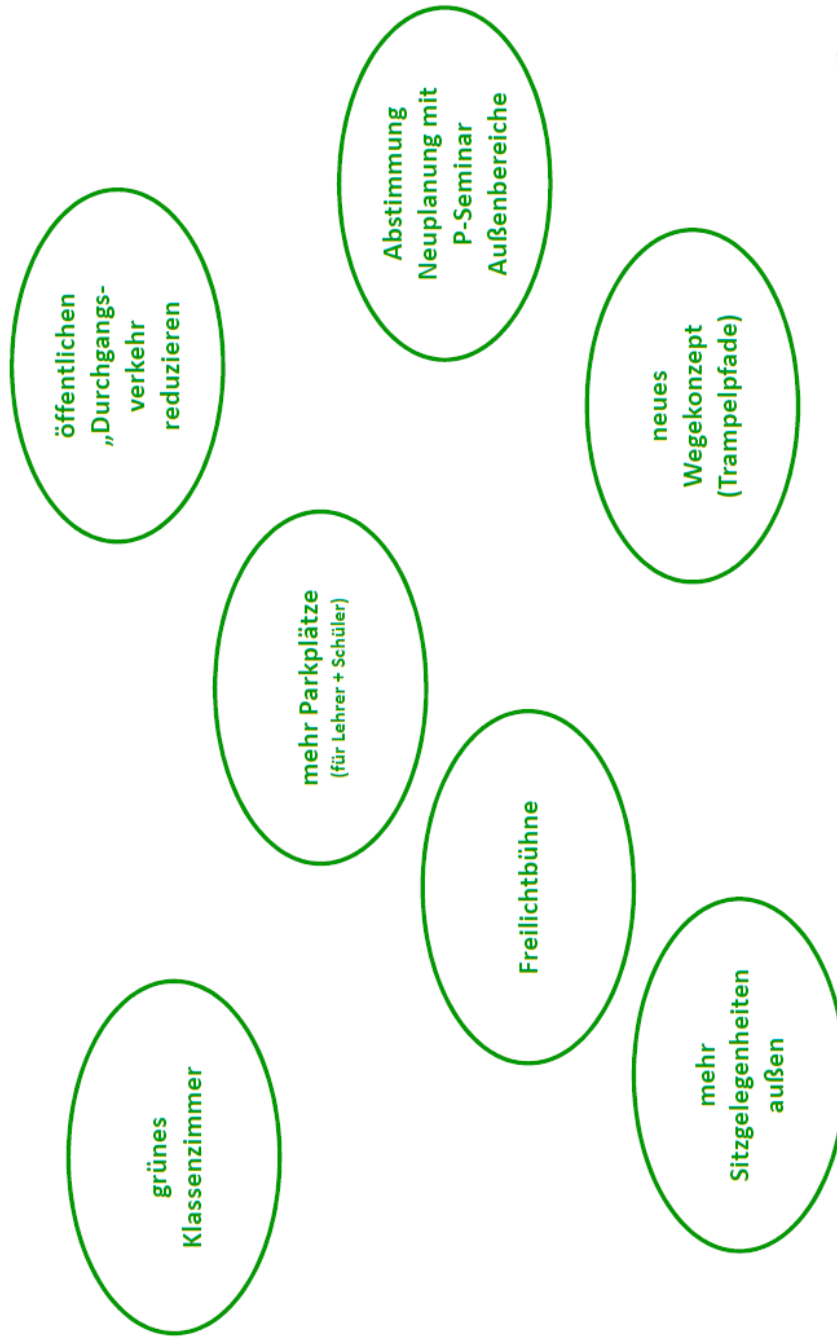 grünes
Klassenzimmer
mehr Parkplätze
(für Lehrer + Schüler)
öffentlichen
„Durchgangs-
verkehr
reduzieren
Freilichtbühne
Abstimmung
Neuplanung mit
P-Seminar
Außenbereiche
mehr
Sitzgelegenheiten
außen
neues
Wegekonzept
(Trampelpfade)